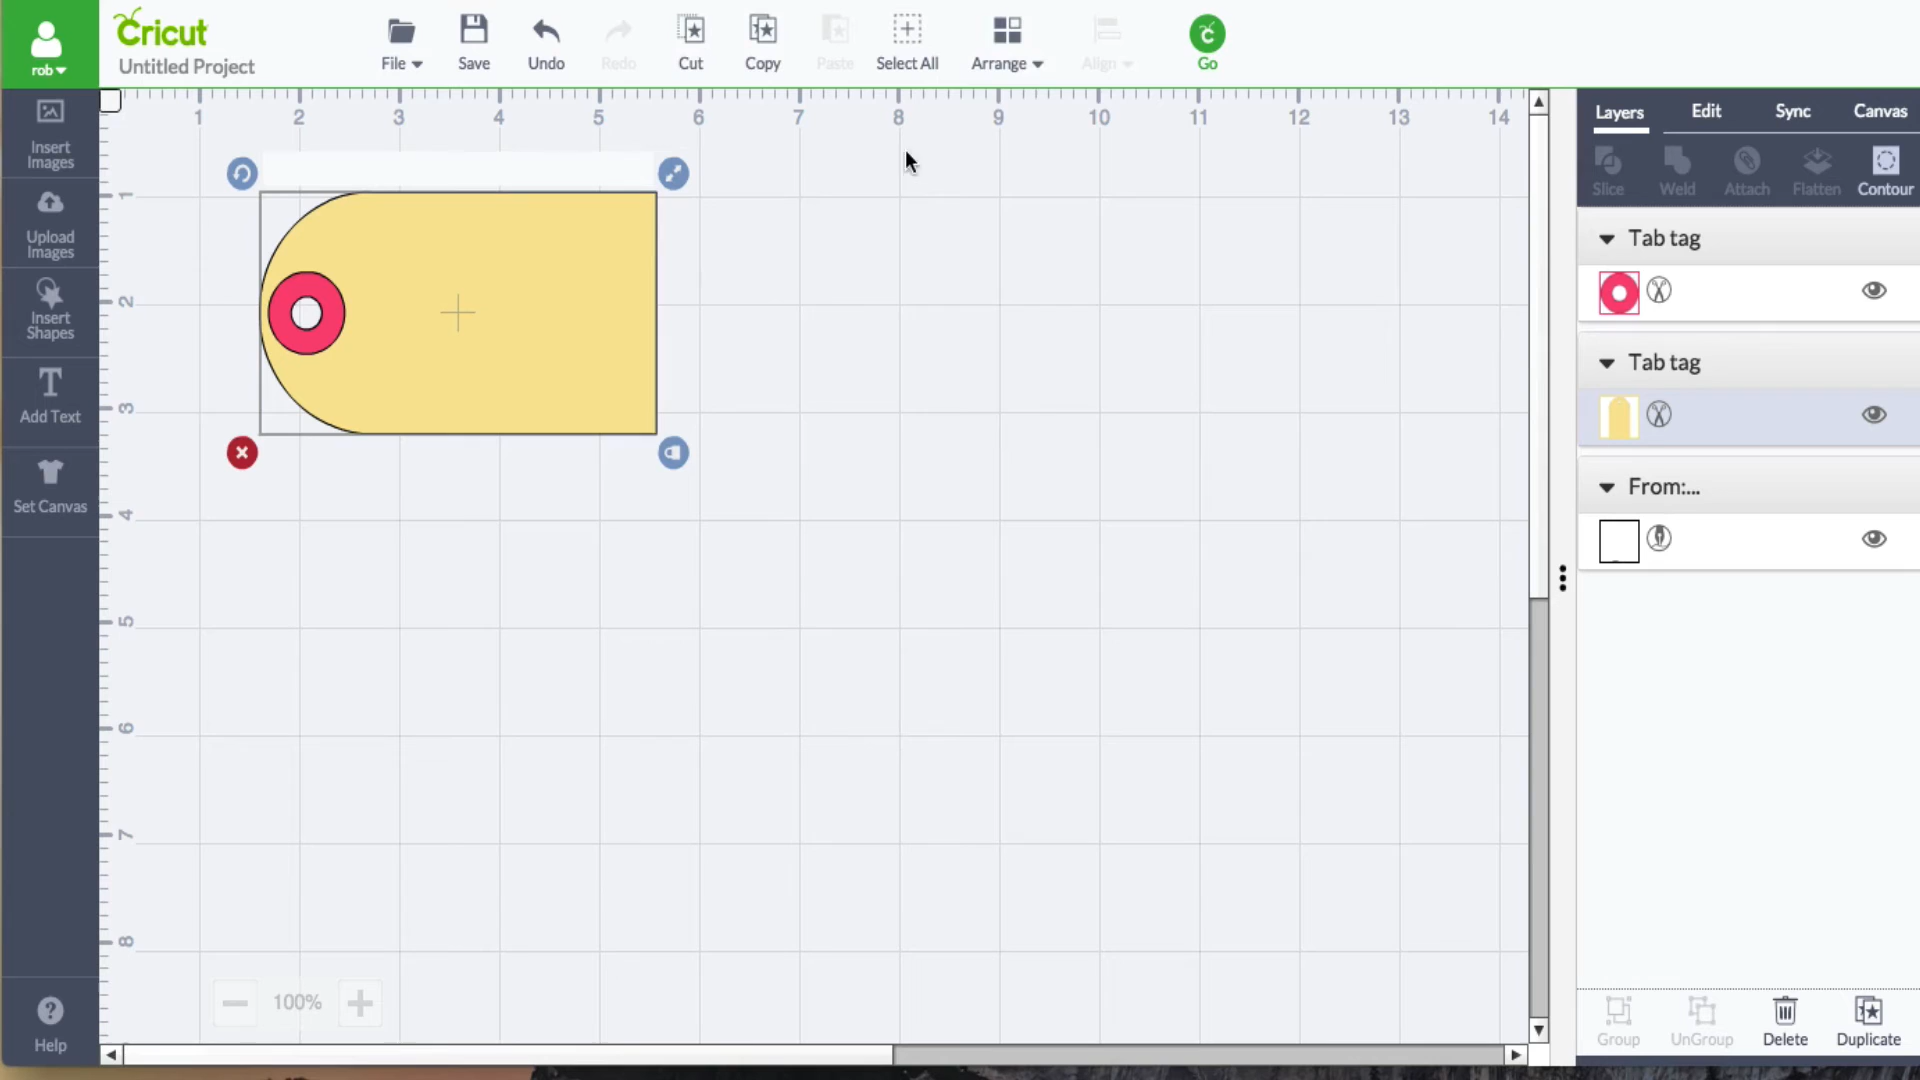 Cricut
Untitled Project
rob
File
Save
Undo
Redo
Cut
Copy
Paste
Select All
Arrange
Align
Go
Insert
Images
Upload
Images
Insert
Shapes
Add Text
Set Canvas
Help
1 2 3 4 5 6 7 8 9 10 11 12 13 14
1
2
3
4
5
6
7
8
100%
Layers Edit Sync Canvas
Slice Weld Attach Flatten Contour
Tab tag
Tab tag
From:...
Group UnGroup Delete Duplicate